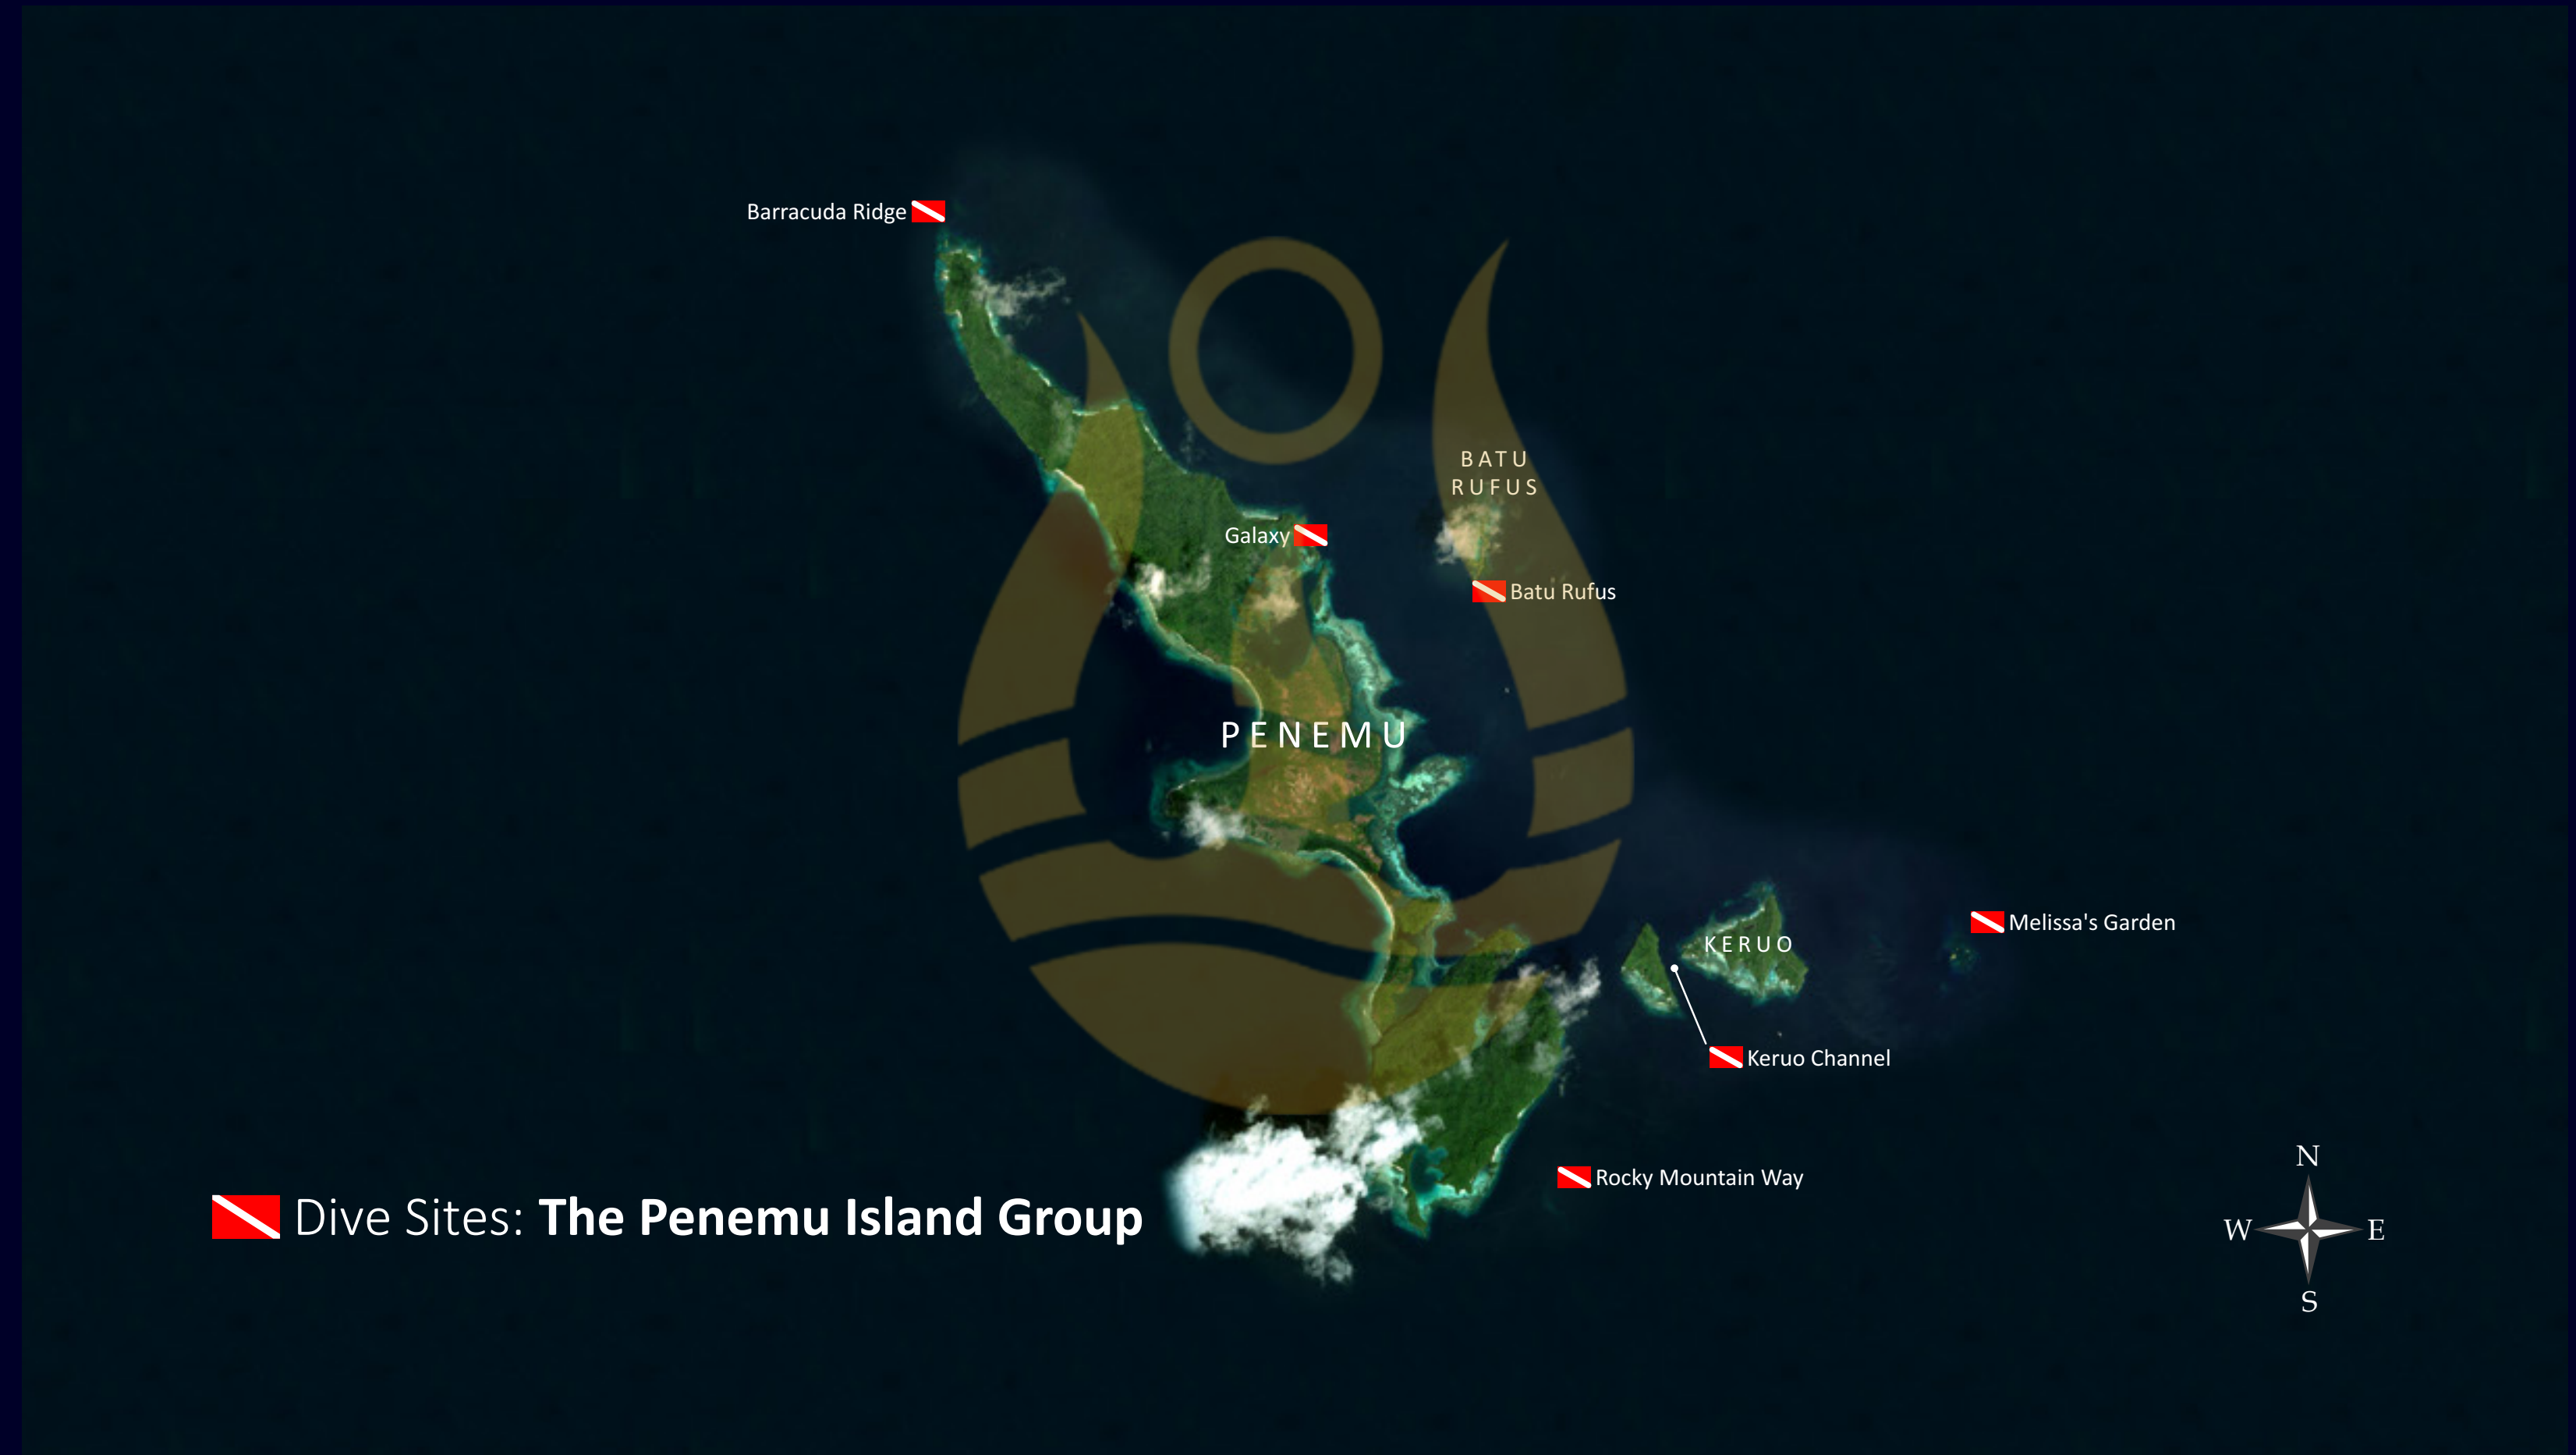 Barracuda Ridge
BATU
RUFUS
Galaxy
Batu Rufus
PENEMU
Melissa's Garden
KERUO
Keruo Channel
Rocky Mountain Way
Dive Sites: The Penemu Island Group
N
W E
S